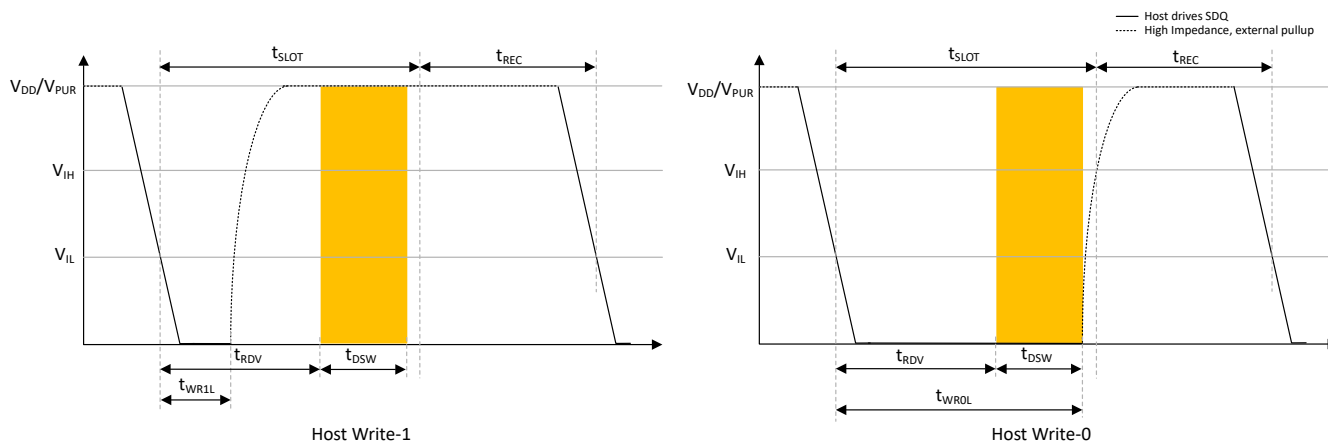 Host drives SDQ
High Impedance, external pullup
tSLOT
tREC
VDD/VPUR
VIH
VIL
tRDV
tDSW
tWR1L
Host Write-1
tSLOT
tREC
VDD/VPUR
VIH
VIL
tRDV
tDSW
tWR0L
Host Write-0